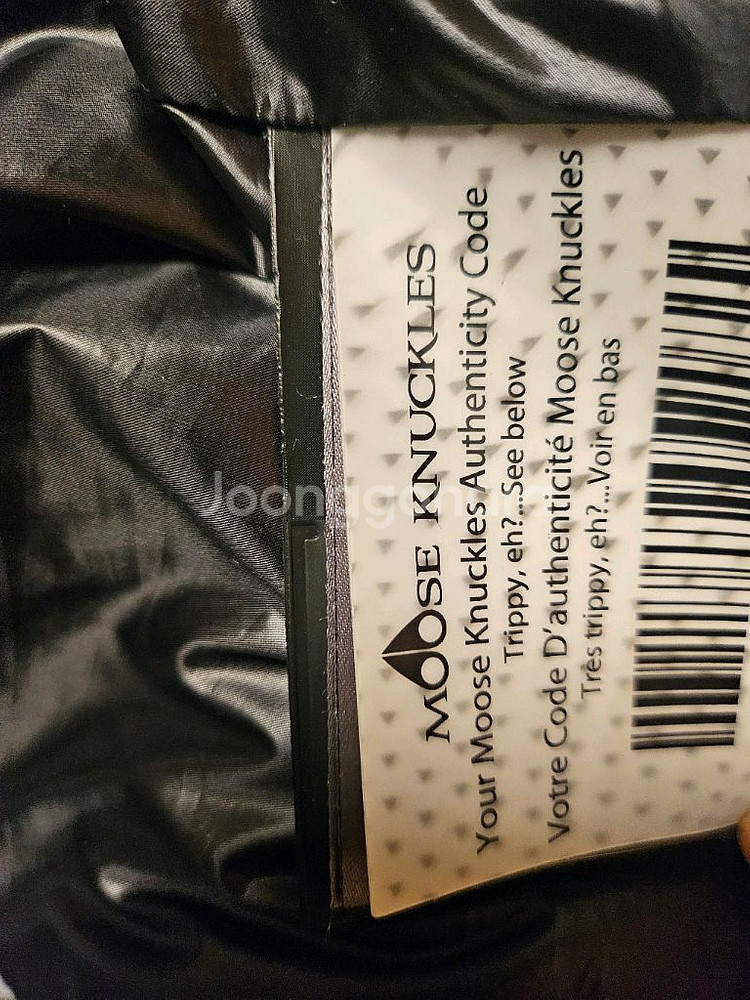 MOOSE KNUCKLES
Your Moose Knuckles Authenticity Code
Trippy, eh?...See below
Votre Code D'authenticité Moose Knuckles
Très trippy, eh?...Voir en bas